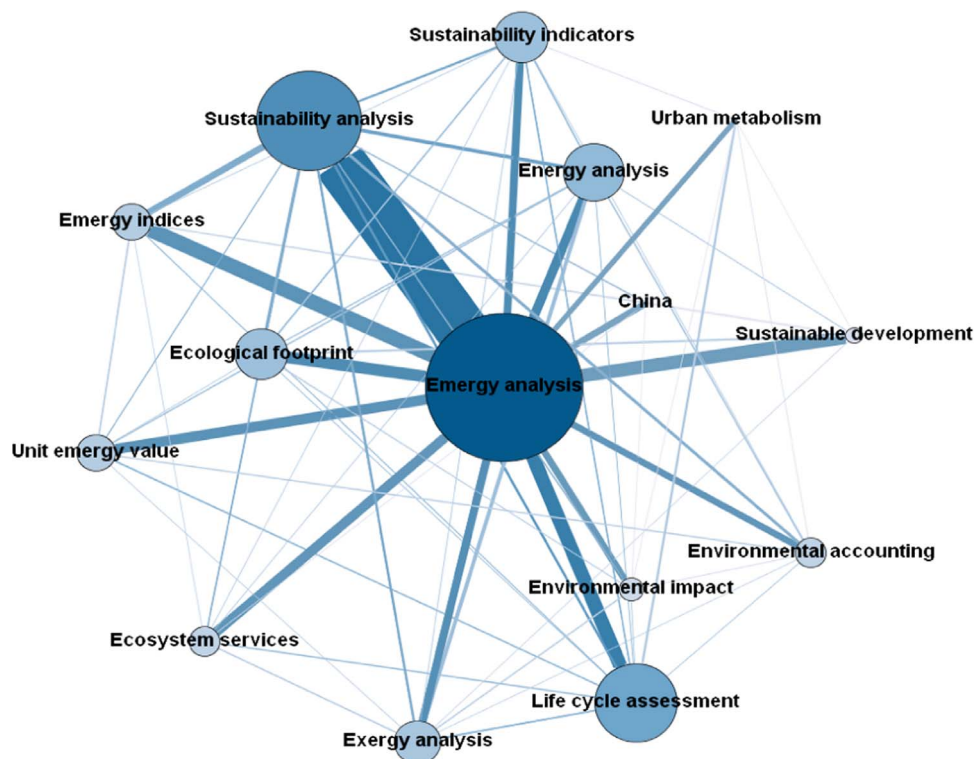 Sustainability indicators
Sustainability analysis
Urban metabolism
Energy analysis
Emergy indices
China
Sustainable development
Ecological footprint
Emergy analysis
Unit emergy value
Environmental accounting
Environmental impact
Ecosystem services
Life cycle assessment
Exergy analysis